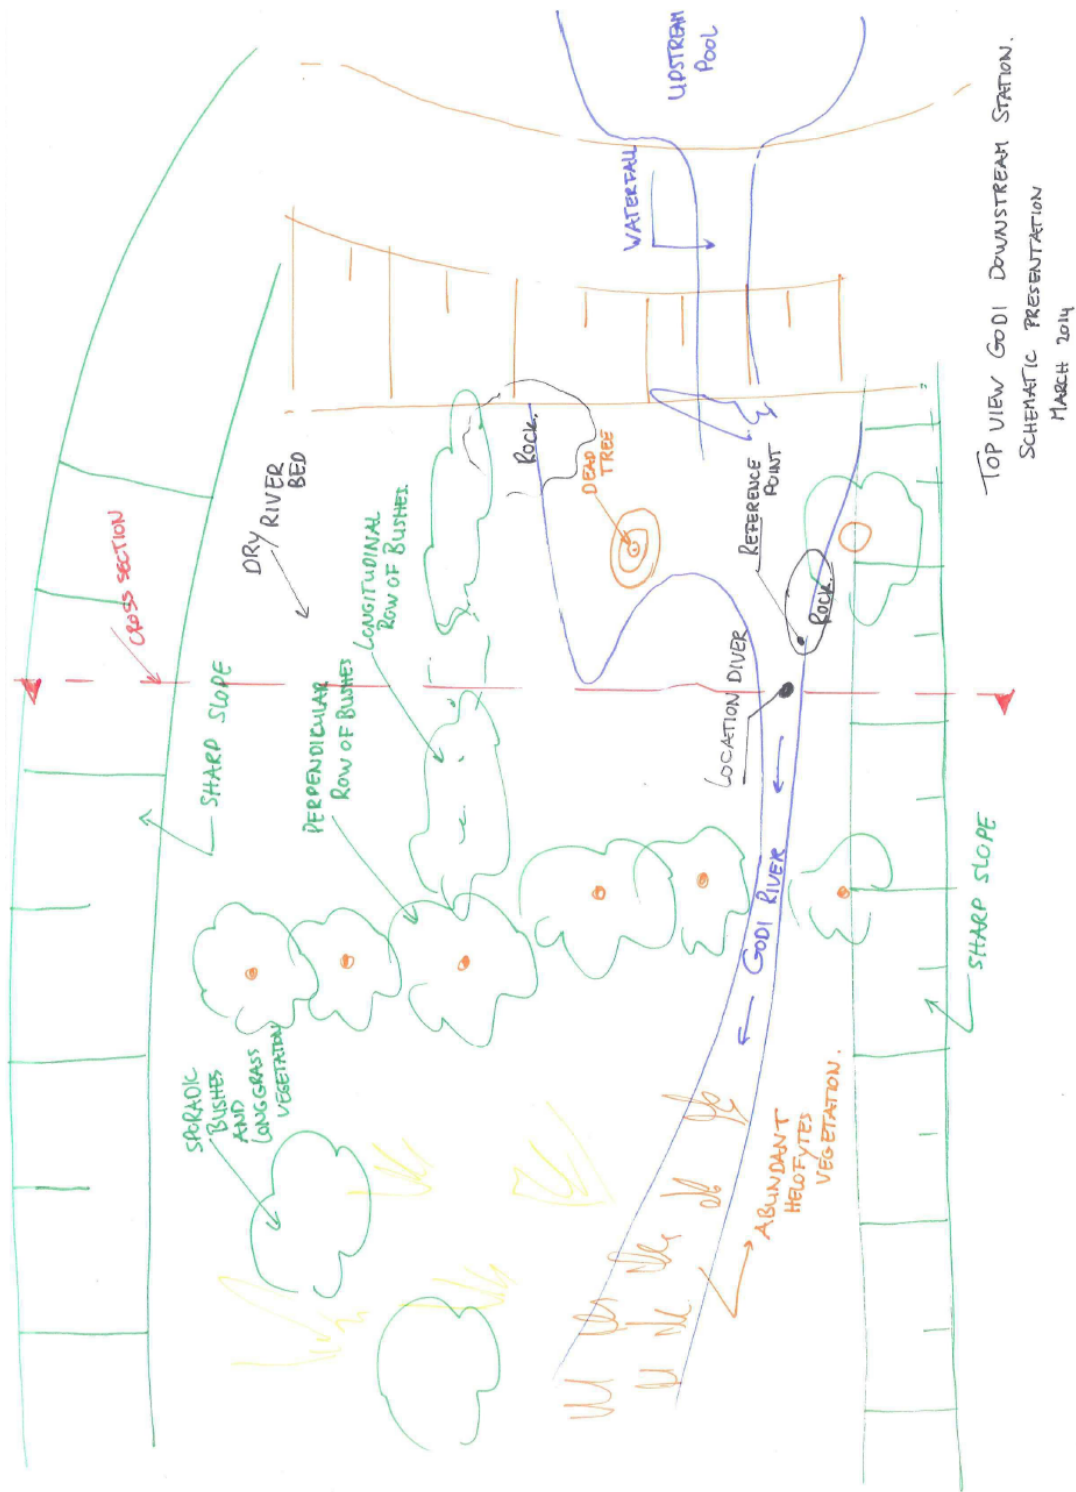 TOP VIEW GODI DOWNSTREAM STATION.
SCHEMATIC PRESENTATION
MARCH 2014
UPSTREAM
POOL
WATERFALL
ROCK.
DEAD
TREE
REFERENCE
POINT
ROCK.
LOCATION DIVER
DRY RIVER
BED
CROSS SECTION
LONGITUDINAL
ROW OF BUSHES.
PERPENDICULAR
ROW OF BUSHES
SHARP SLOPE
GODI RIVER
SHARP SLOPE
SPORADIC
BUSHES
AND
LONGGRASS
VEGETATION
ABUNDANT
HELOFYTES
VEGETATION.